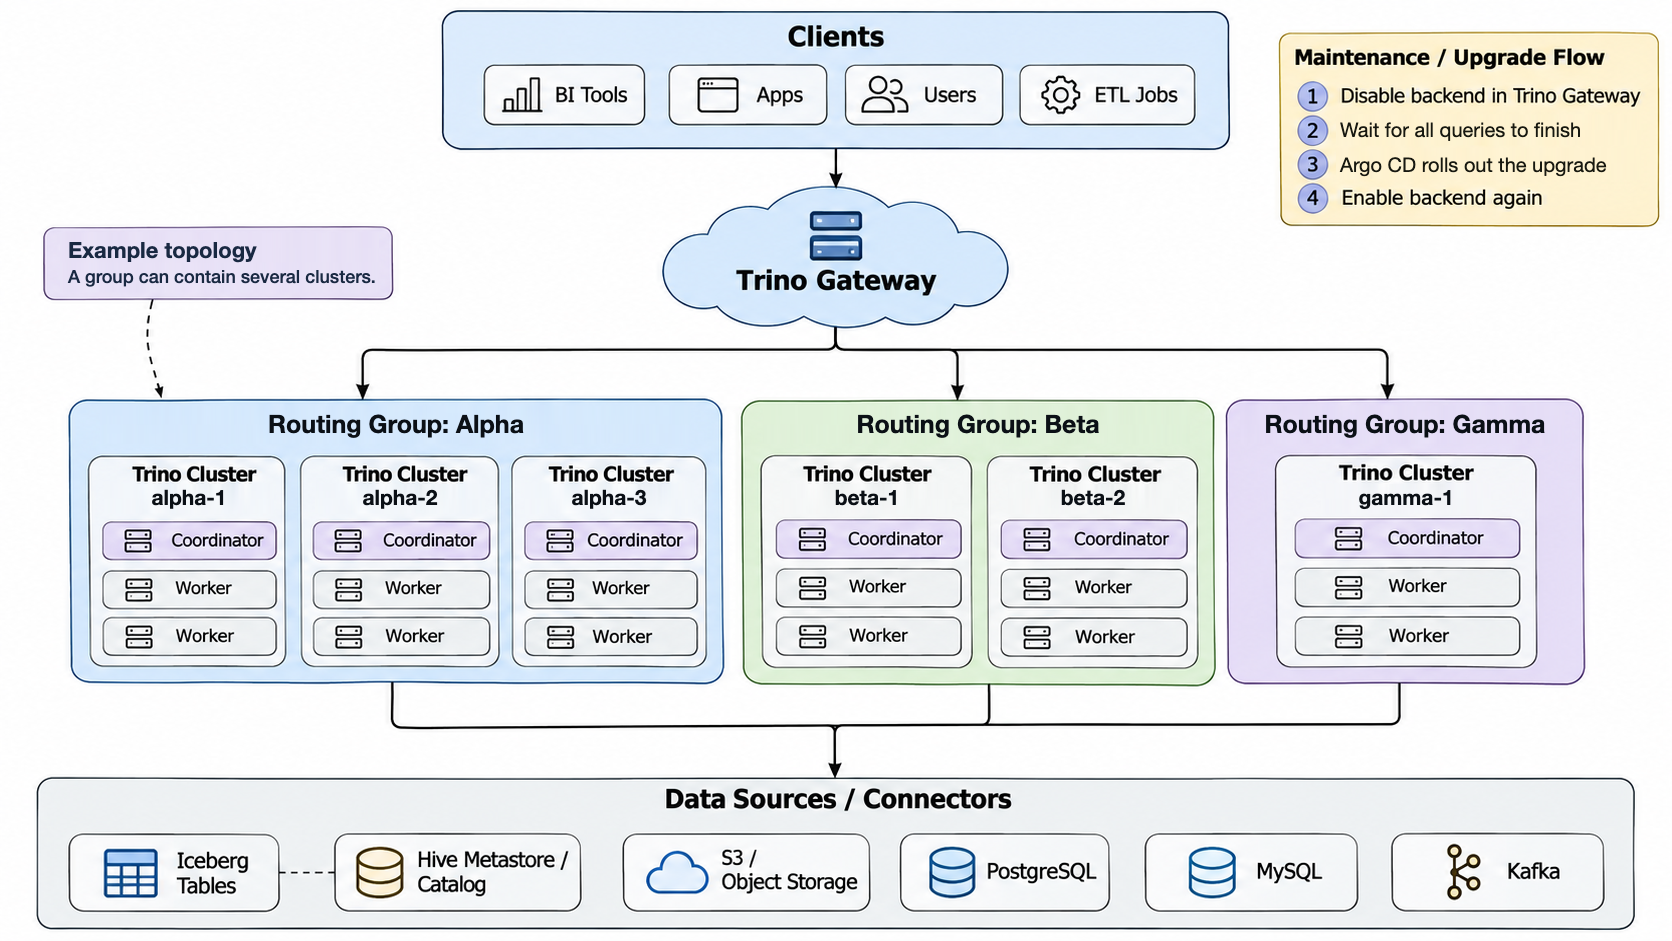 Clients
BI Tools
Apps
Users
ETL Jobs
Maintenance / Upgrade Flow
1 Disable backend in Trino Gateway
2 Wait for all queries to finish
3 Argo CD rolls out the upgrade
4 Enable backend again
Trino Gateway
Example topology
A group can contain several clusters.
Routing Group: Alpha
Trino Cluster
alpha-1
Coordinator
Worker
Worker
Trino Cluster
alpha-2
Coordinator
Worker
Worker
Trino Cluster
alpha-3
Coordinator
Worker
Worker
Routing Group: Beta
Trino Cluster
beta-1
Coordinator
Worker
Worker
Trino Cluster
beta-2
Coordinator
Worker
Worker
Routing Group: Gamma
Trino Cluster
gamma-1
Coordinator
Worker
Worker
Data Sources / Connectors
Iceberg
Tables
Hive Metastore /
Catalog
S3 /
Object Storage
PostgreSQL
MySQL
Kafka